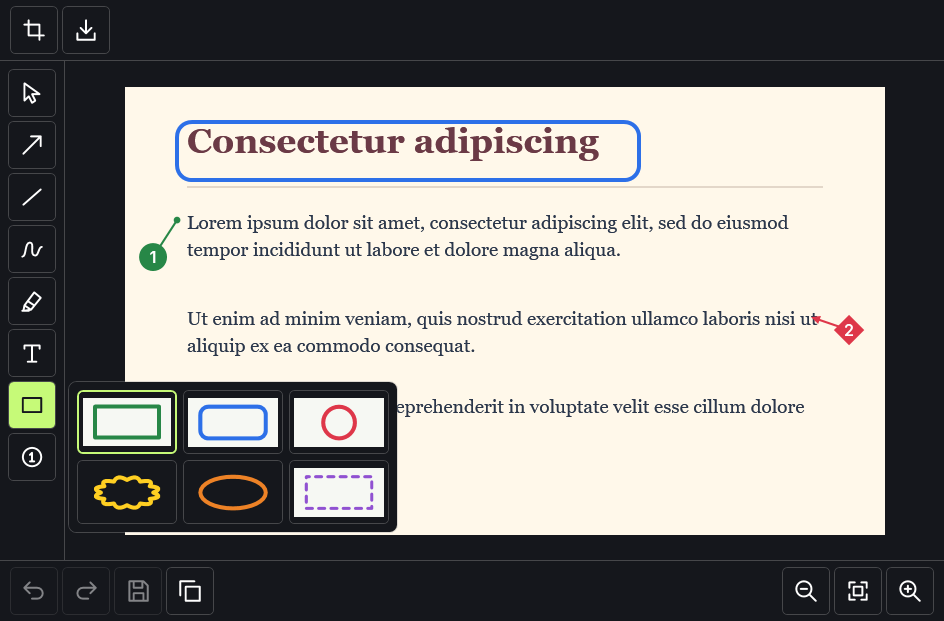 Consectetur adipiscing
Lorem ipsum dolor sit amet, consectetur adipiscing elit, sed do eiusmod
1
tempor incididunt ut labore et dolore magna aliqua.
Ut enim ad minim veniam, quis nostrud exercitation ullamco laboris nisi ut
2
aliquip ex ea commodo consequat.
eprehenderit in voluptate velit esse cillum dolore
T
1